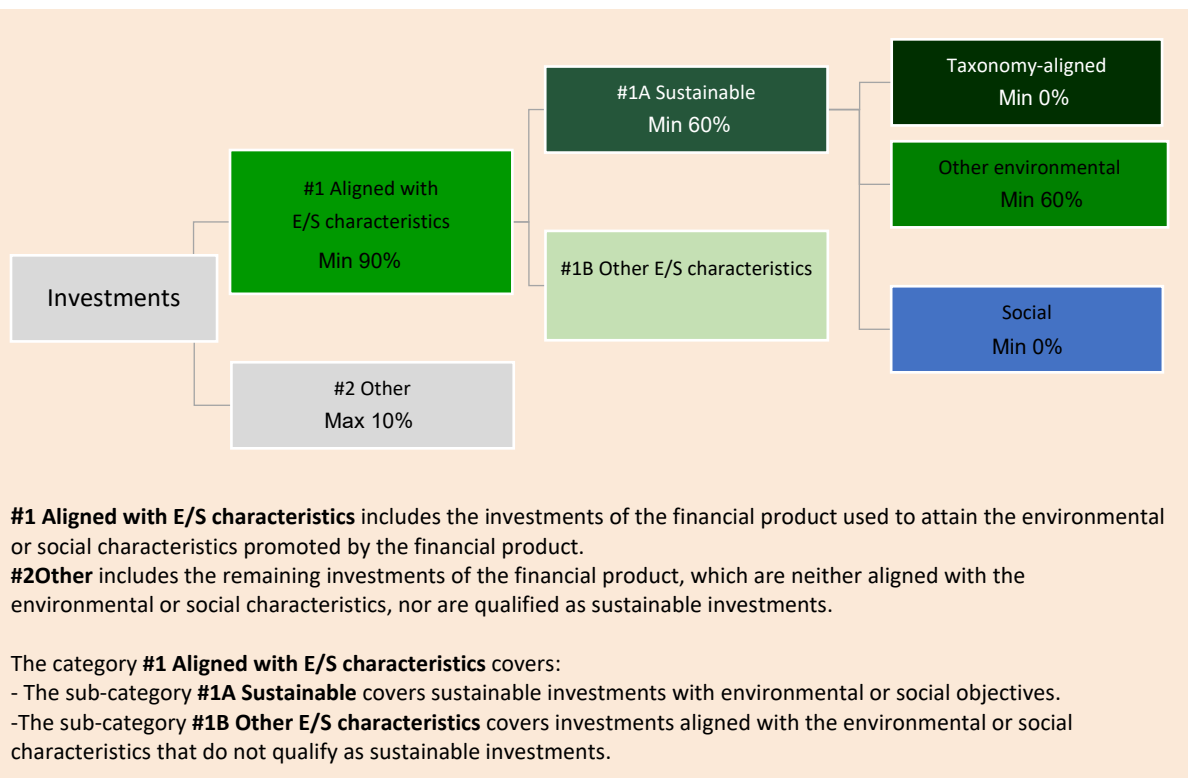 Investments
#1 Aligned with
E/S characteristics
Min 90%
#2 Other
Max 10%
#1A Sustainable
Min 60%
#1B Other E/S characteristics
Taxonomy-aligned
Min 0%
Other environmental
Min 60%
Social
Min 0%
#1 Aligned with E/S characteristics includes the investments of the financial product used to attain the environmental
or social characteristics promoted by the financial product.
#2Other includes the remaining investments of the financial product, which are neither aligned with the
environmental or social characteristics, nor are qualified as sustainable investments.
The category #1 Aligned with E/S characteristics covers:
- The sub-category #1A Sustainable covers sustainable investments with environmental or social objectives.
-The sub-category #1B Other E/S characteristics covers investments aligned with the environmental or social
characteristics that do not qualify as sustainable investments.